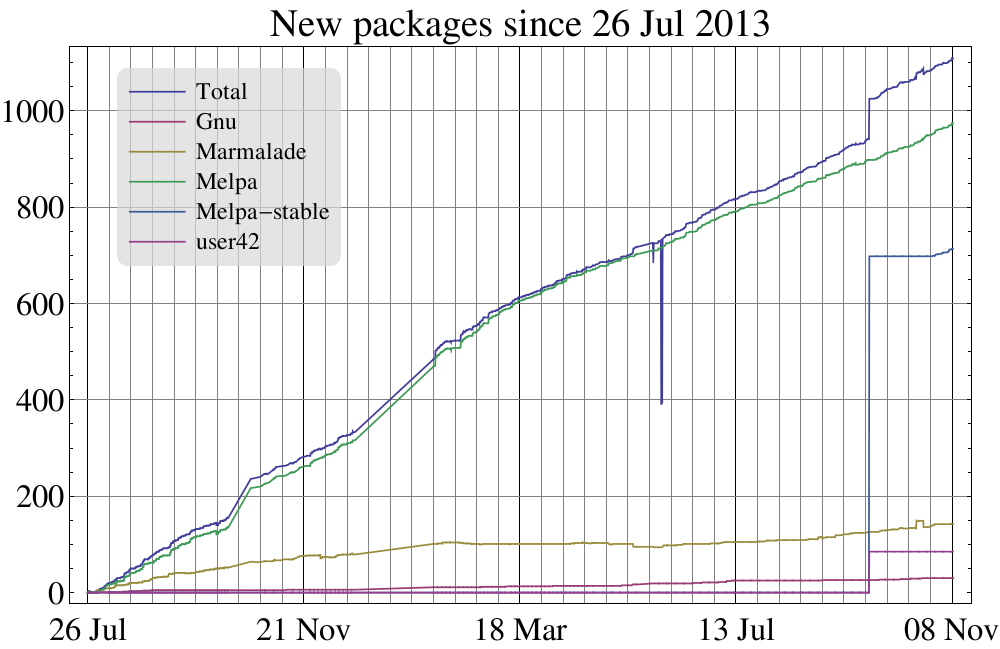 New packages since 26 Jul 2013
Total
Gnu
Marmalade
Melpa
Melpa-stable
user42
1000
800
600
400
200
0
26 Jul 21 Nov 18 Mar 13 Jul 08 Nov